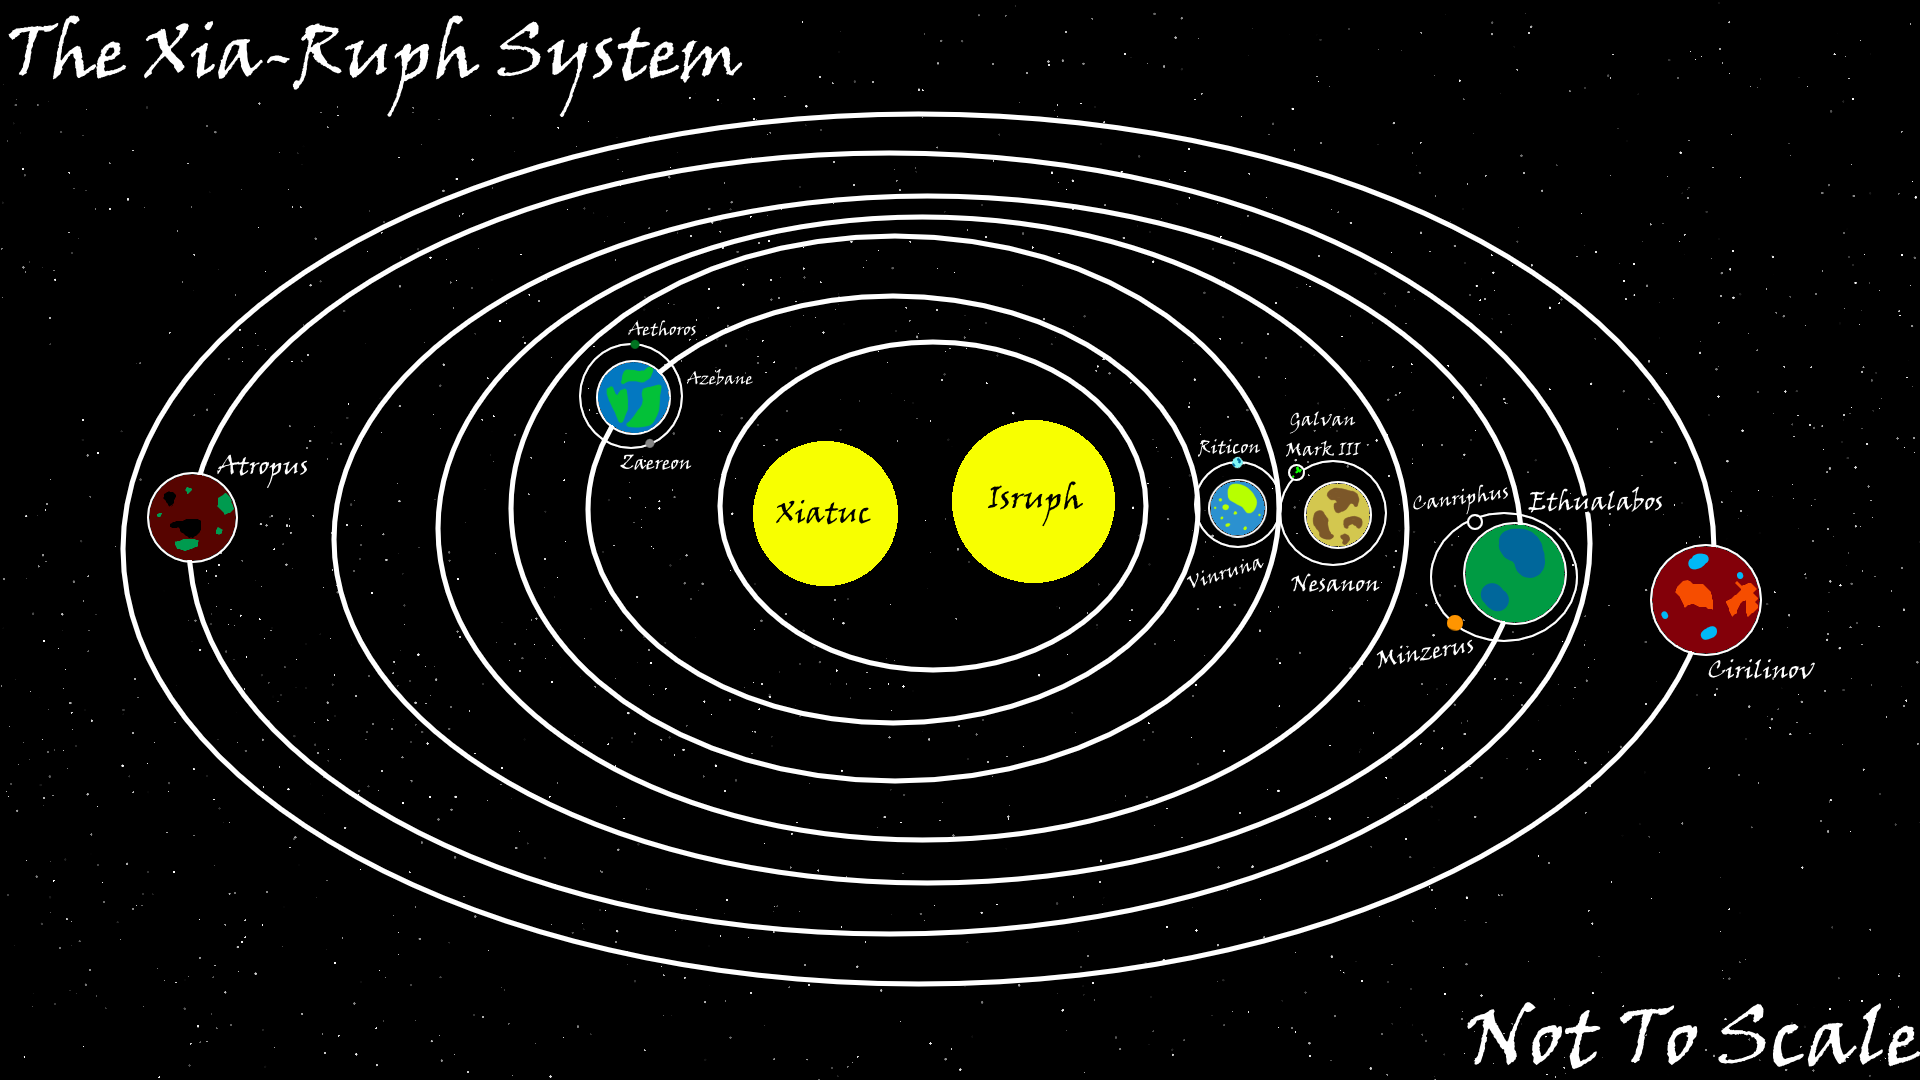 The Xia-Ruph System
Aethoros
Azebane
Zaereon
Atropus
Xiatuc
Isruph
Riticon
Vinruna
Galvan
Mark III
Nesanon
Canriphus
Ethualabos
Minzerus
Cirilinov
Not To Scale